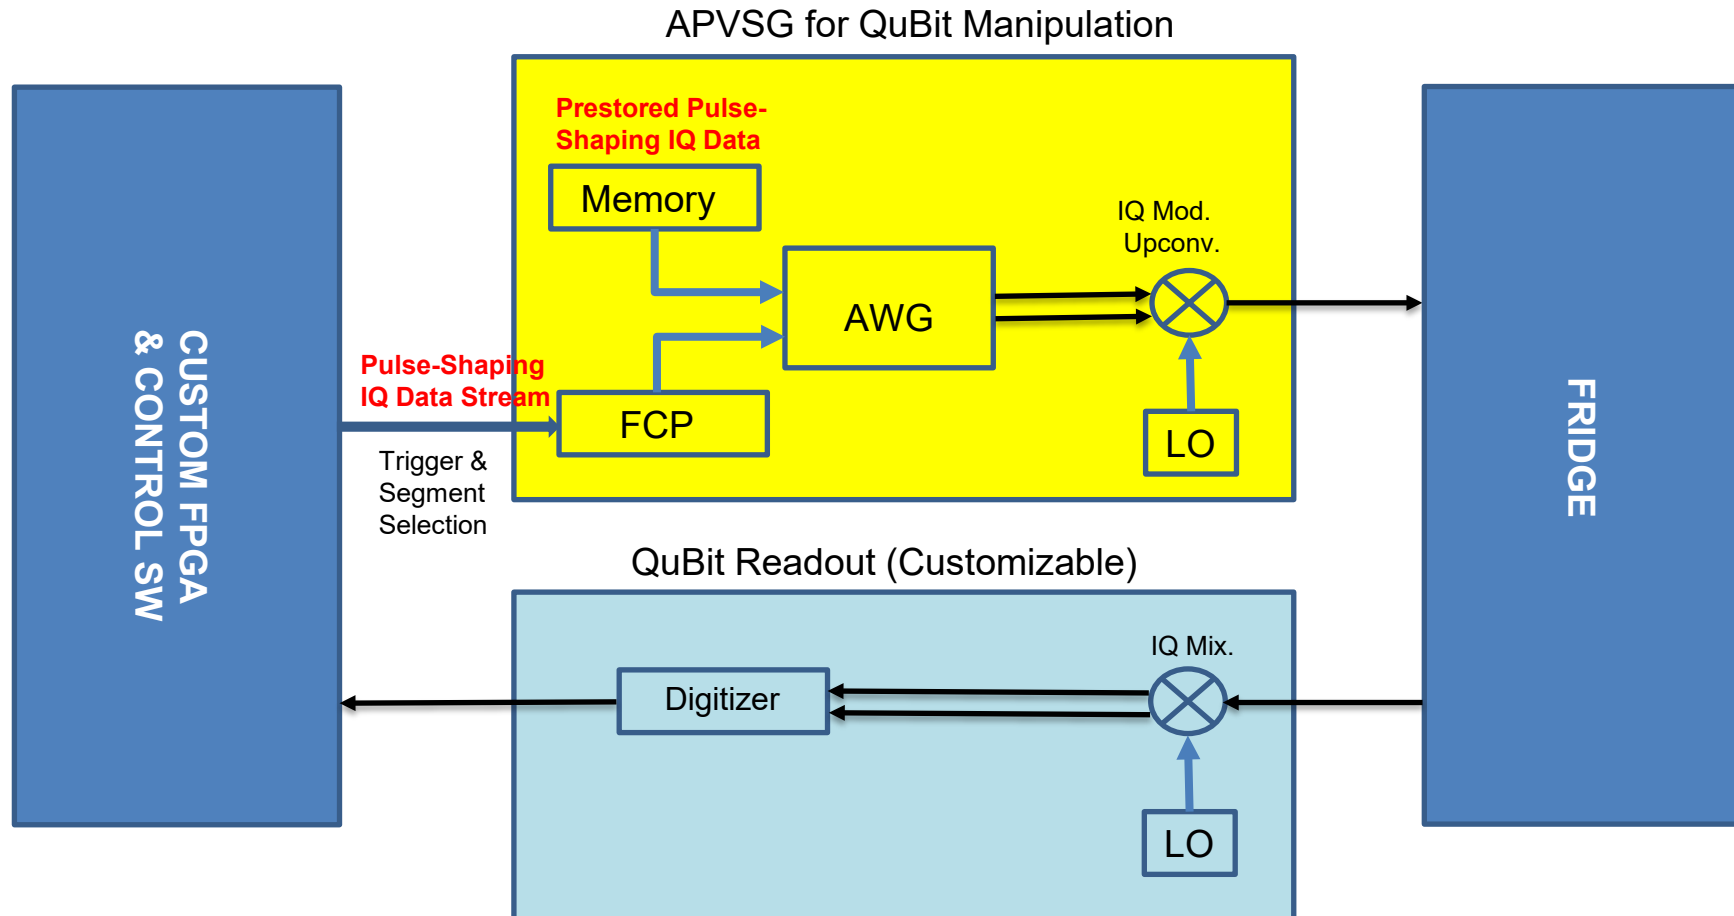 APVSG for QuBit Manipulation
Prestored Pulse-
Shaping IQ Data
Memory
IQ Mod.
Upconv.
AWG
CUSTOM FPGA
& CONTROL SW
Pulse-Shaping
IQ Data Stream
FCP
LO
Trigger &
Segment
Selection
FRIDGE
QuBit Readout (Customizable)
IQ Mix.
Digitizer
LO